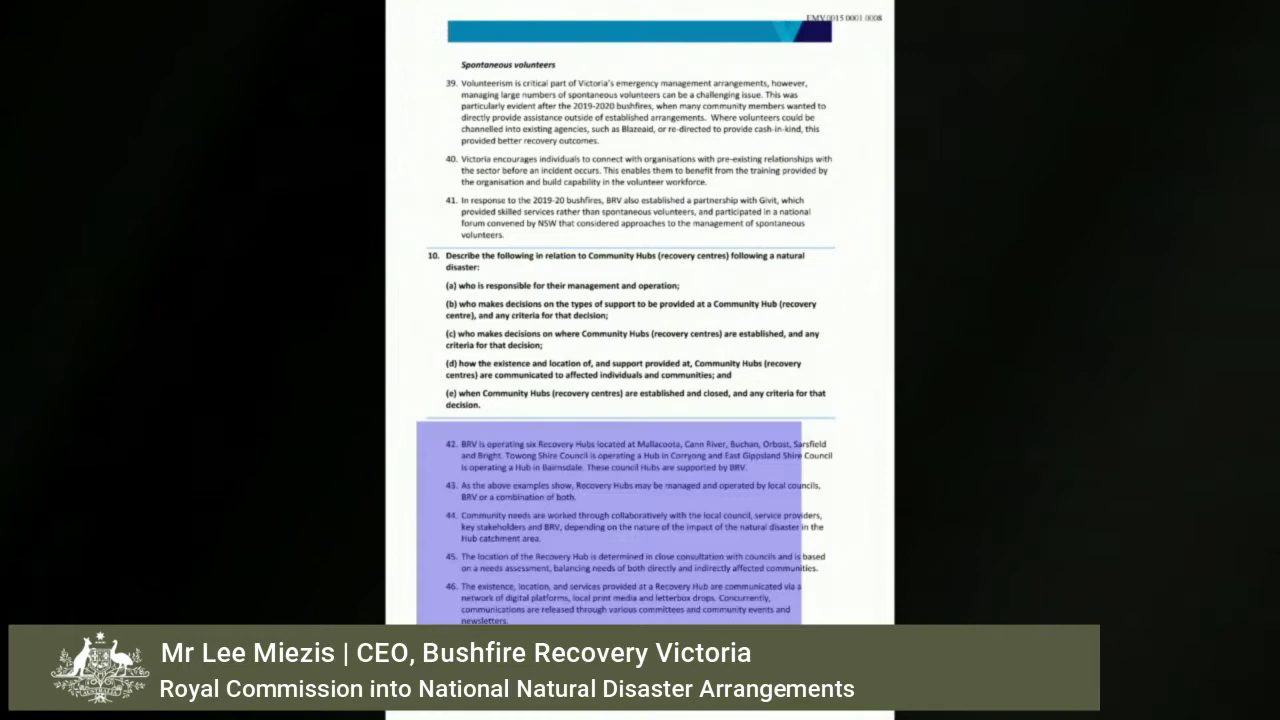 EMV.0015.0001.0008
Spontaneous volunteers
39. Volunteerism is critical part of Victoria's emergency management arrangements, however,
managing large numbers of spontaneous volunteers can be a challenging issue. This was
particularly evident after the 2019-2020 bushfires, when many community members wanted to
directly provide assistance outside of established arrangements. Where volunteers could be
channelled into existing agencies, such as Blazeaid, or re-directed to provide cash-in-kind, this
provided better recovery outcomes.
40. Victoria encourages individuals to connect with organisations with pre-existing relationships with
the sector before an incident occurs. This enables them to benefit from the training provided by
the organisation and build capability in the volunteer workforce.
41. In response to the 2019-20 bushfires, BRV also established a partnership with Givit, which
provided skilled services rather than spontaneous volunteers, and participated in a national
forum convened by NSW that considered approaches to the management of spontaneous
volunteers.
10. Describe the following in relation to Community Hubs (recovery centres) following a natural
disaster:
(a) who is responsible for their management and operation;
(b) who makes decisions on the types of support to be provided at a Community Hub (recovery
centre), and any criteria for that decision;
(c) who makes decisions on where Community Hubs (recovery centres) are established, and any
criteria for that decision;
(d) how the existence and location of, and support provided at, Community Hubs (recovery
centres) are communicated to affected individuals and communities; and
(e) when Community Hubs (recovery centres) are established and closed, and any criteria for that
decision.
42. BRV is operating six Recovery Hubs located at Mallacoota, Cann River, Buchan, Orbost, Sarsfield
and Bright. Towong Shire Council is operating a Hub in Corryong and East Gippsland Shire Council
is operating a Hub in Bairnsdale. These council Hubs are supported by BRV.
43. As the above examples show, Recovery Hubs may be managed and operated by local councils,
BRV or a combination of both.
44. Community needs are worked through collaboratively with the local council, service providers,
key stakeholders and BRV, depending on the nature of the impact of the natural disaster in the
Hub catchment area.
45. The location of the Recovery Hub is determined in close consultation with councils and is based
on a needs assessment, balancing needs of both directly and indirectly affected communities.
46. The existence, location, and services provided at a Recovery Hub are communicated via a
network of digital platforms, local print media and letterbox drops. Concurrently,
communications are released through various committees and community events and
newsletters.
Mr Lee Miezis | CEO, Bushfire Recovery Victoria
Royal Commission into National Natural Disaster Arrangements